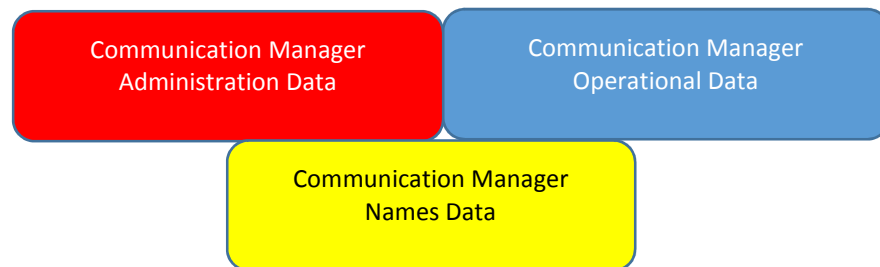 Communication Manager
Administration Data
Communication Manager
Operational Data
Communication Manager
Names Data